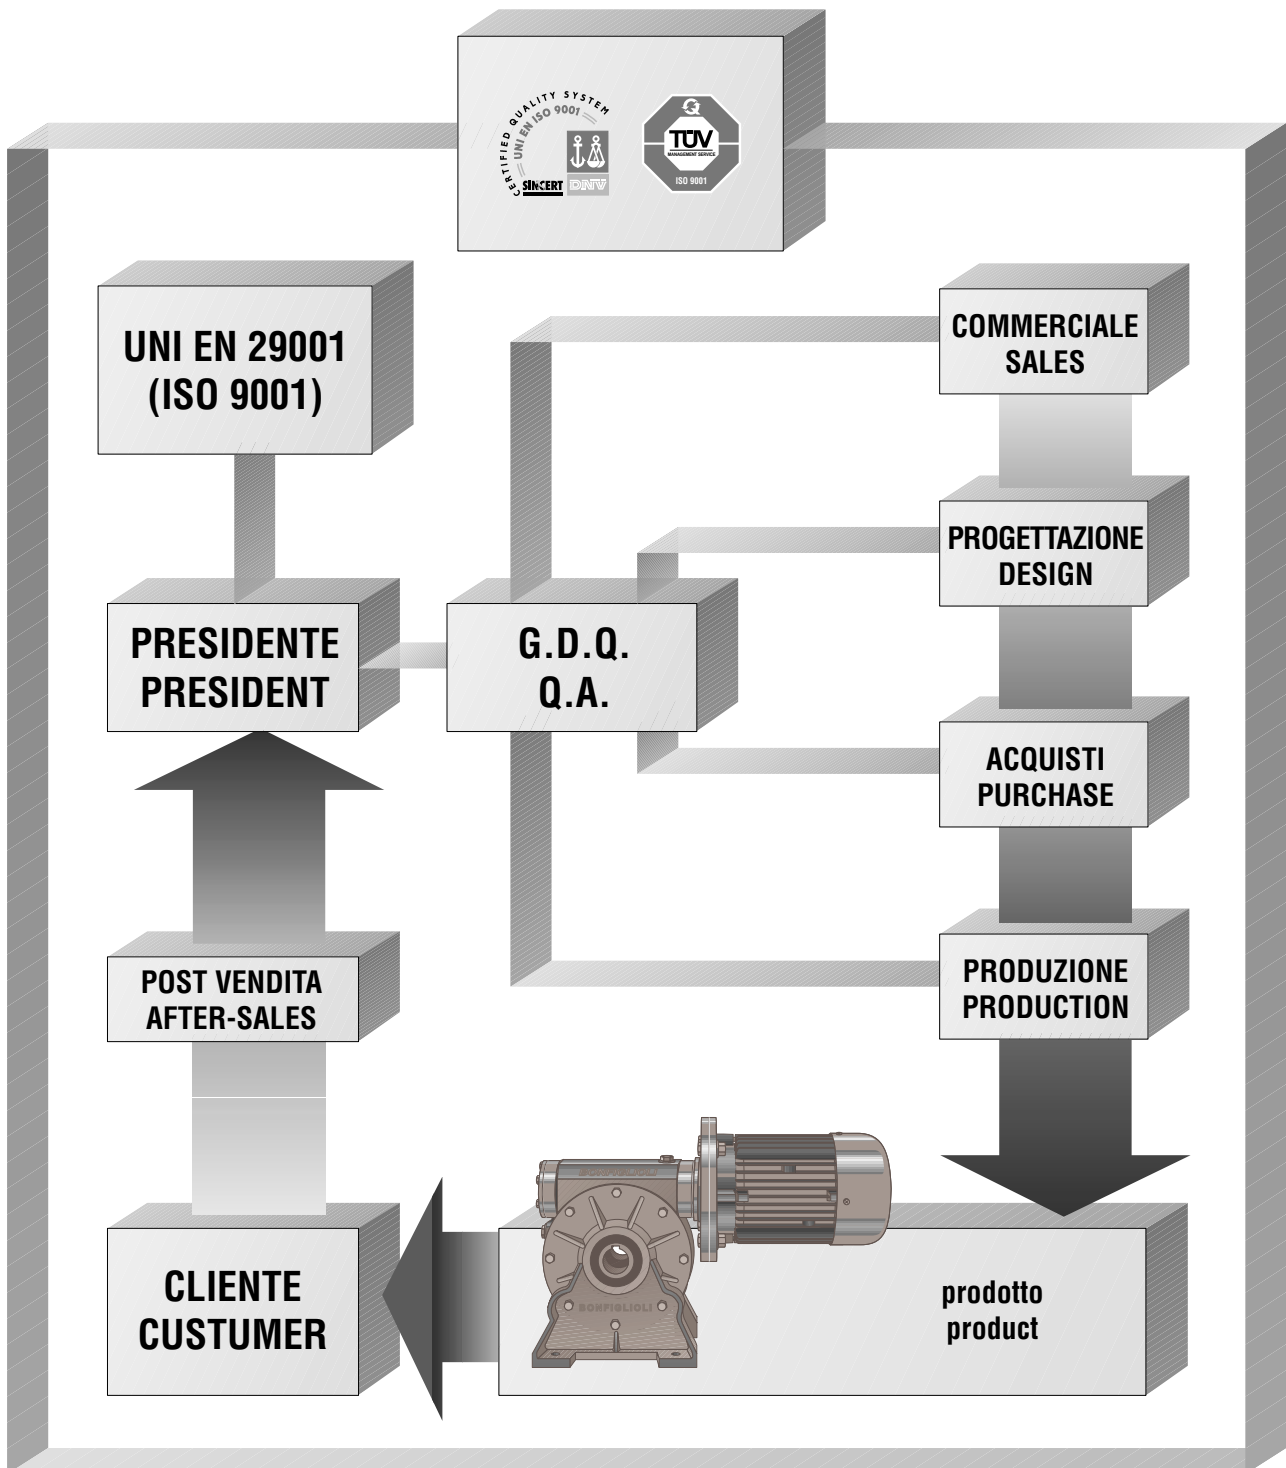 CERTIFIED QUALITY SYSTEM
UNI EN ISO 9001
SINCERT
DNV
Q
TÜV
MANAGEMENT SERVICE
ISO 9001
UNI EN 29001
(ISO 9001)
COMMERCIALE
SALES
PROGETTAZIONE
DESIGN
PRESIDENTE
PRESIDENT
G.D.Q.
Q.A.
ACQUISTI
PURCHASE
POST VENDITA
AFTER-SALES
PRODUZIONE
PRODUCTION
BONFIGLIOLI
BONFIGLIOLI
CLIENTE
CUSTUMER
prodotto
product